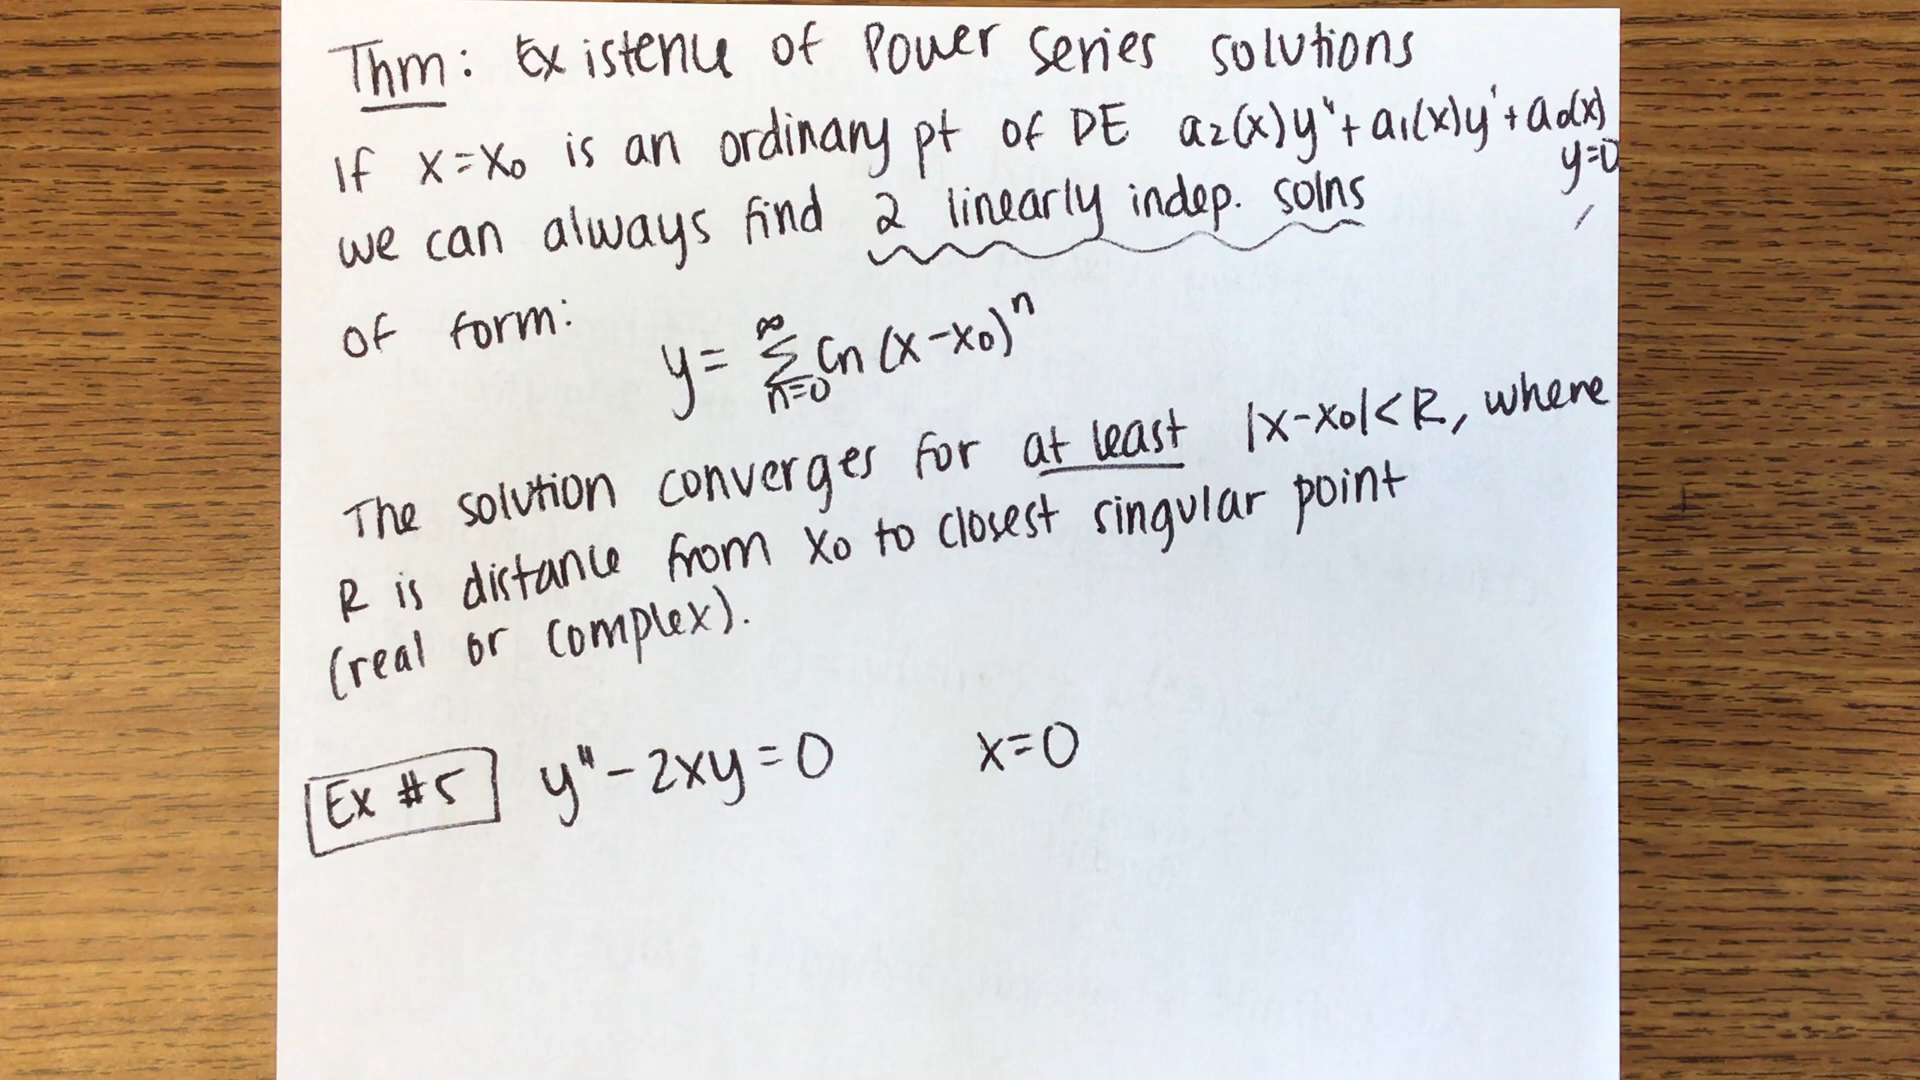 Thm: Existence of Power series solutions
If x=x₀ is an ordinary pt of DE a₂(x)y"+a₁(x)y'+a₀(x)
y=0
we can always find 2 linearly indep. solns
of form:
y= ∞∑n=0 Cn (x-x₀)ⁿ
The solution converges for at least |x-x₀|<R, where
R is distance from x₀ to closest singular point
(real or complex).
Ex #5 y"-2xy=0 x=0